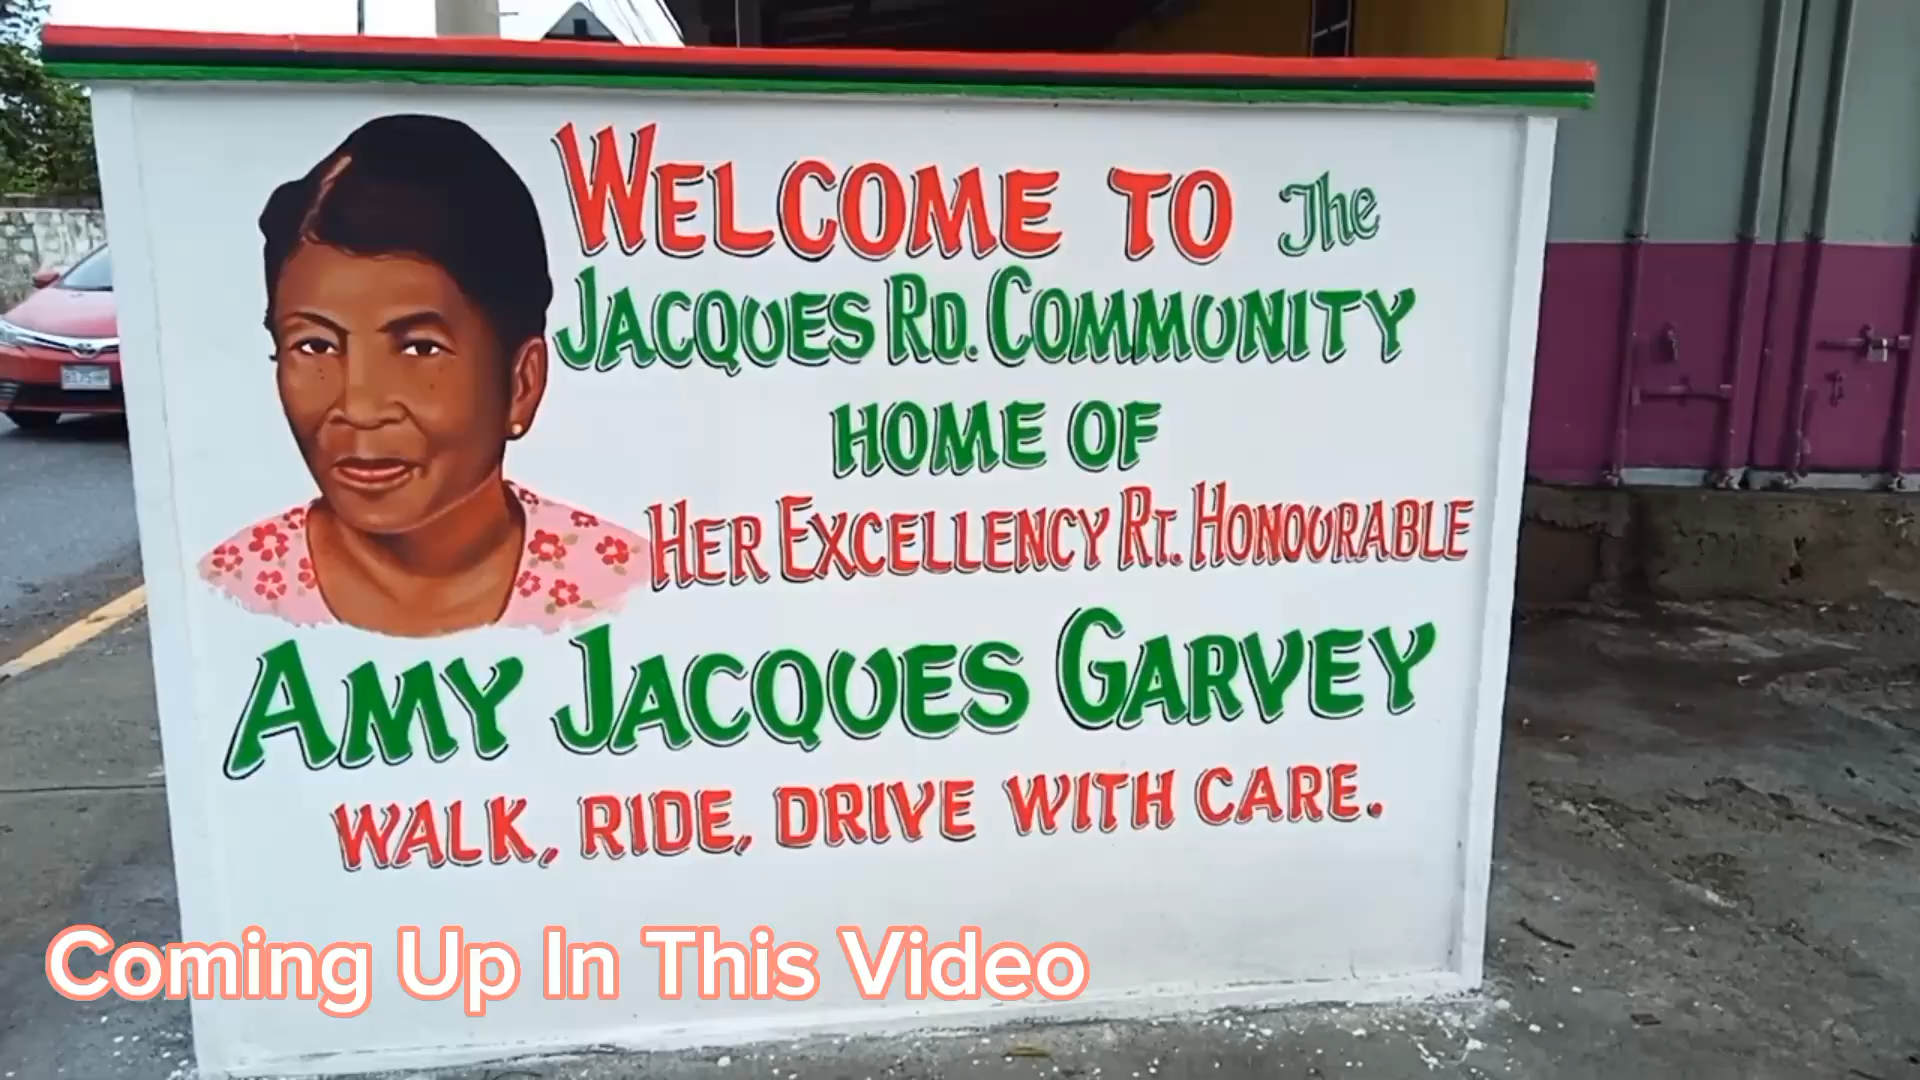 WELCOME TO The
JACQUES RD. COMMUNITY
HOME OF
HER EXCELLENCY RT. HONOURABLE
AMY JACQUES GARVEY
WALK, RIDE, DRIVE WITH CARE.
Coming Up In This Video